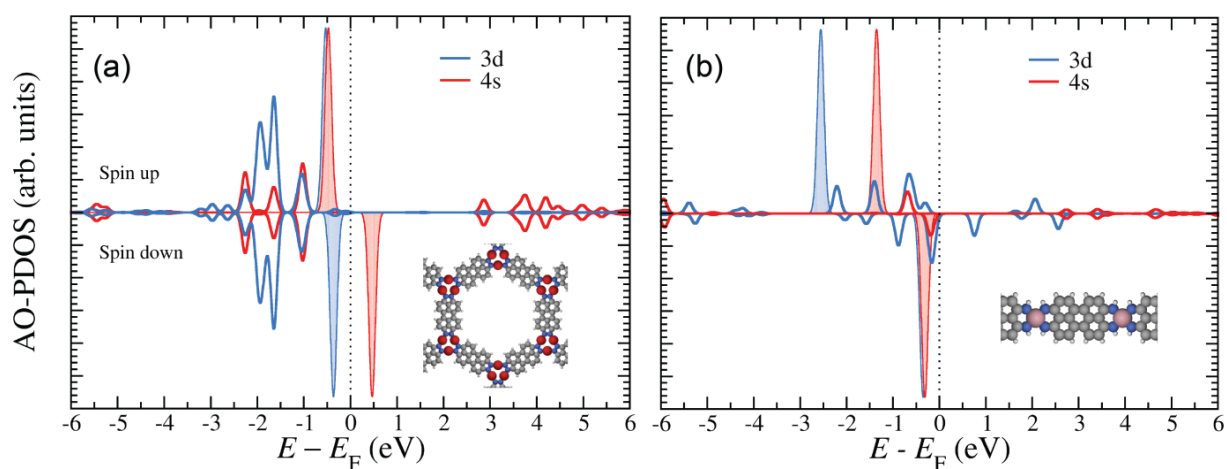 (a)
3d
4s
Spin up
Spin down
AO-PDOS (arb. units)
-6 -5 -4 -3 -2 -1 0 1 2 3 4 5 6
E – E_F (eV)
(b)
3d
4s
-6 -5 -4 -3 -2 -1 0 1 2 3 4 5 6
E - E_F (eV)